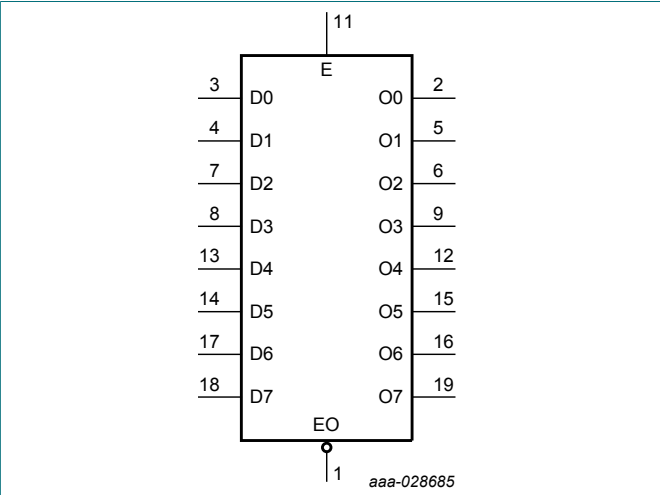 11
E
3 D0 O0 2
4 D1 O1 5
7 D2 O2 6
8 D3 O3 9
13 D4 O4 12
14 D5 O5 15
17 D6 O6 16
18 D7 O7 19
EO
1
aaa-028685